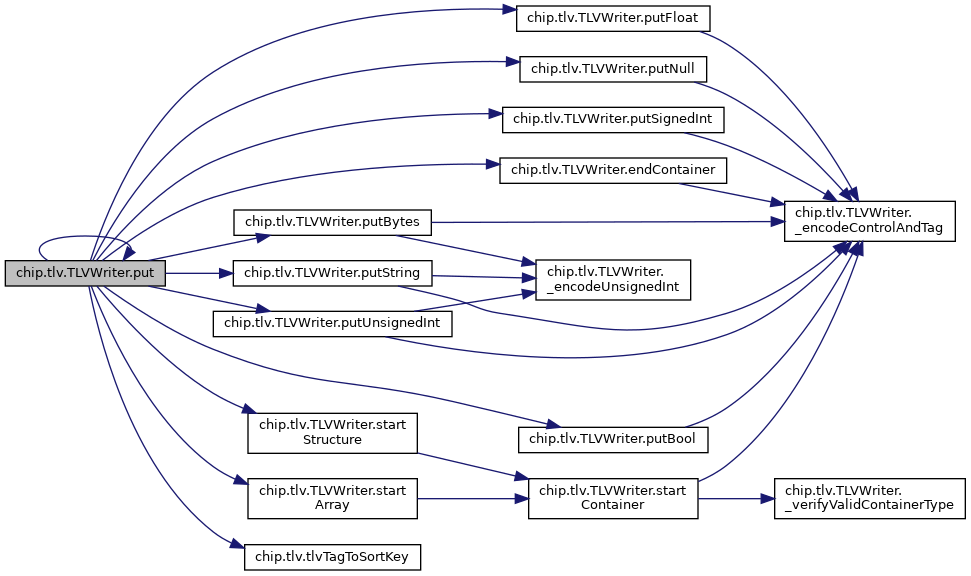 chip.tlv.TLVWriter.putFloat
chip.tlv.TLVWriter.putNull
chip.tlv.TLVWriter.putSignedInt
chip.tlv.TLVWriter.endContainer
chip.tlv.TLVWriter.putBytes
chip.tlv.TLVWriter.
_encodeControlAndTag
chip.tlv.TLVWriter.put
chip.tlv.TLVWriter.putString
chip.tlv.TLVWriter.
_encodeUnsignedInt
chip.tlv.TLVWriter.putUnsignedInt
chip.tlv.TLVWriter.start
Structure
chip.tlv.TLVWriter.putBool
chip.tlv.TLVWriter.start
Array
chip.tlv.TLVWriter.start
Container
chip.tlv.TLVWriter.
_verifyValidContainerType
chip.tlv.tlvTagToSortKey